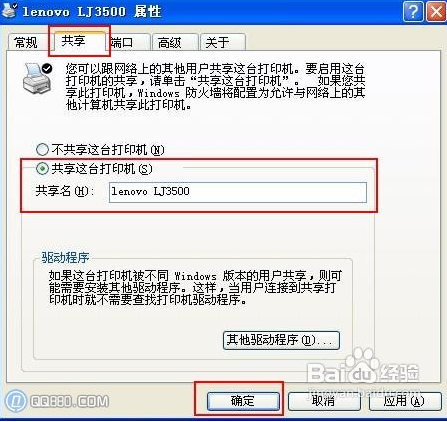 lenovo LJ3500 属性
常规 共享 端口 高级 关于
您可以跟网络上的其他用户共享这台打印机。要启用这台
打印机的共享，请单击“共享这台打印机”。 如果您共
享此打印机，Windows 防火墙将配置为允许与网络上的其
他计算机共享此打印机。
不共享这台打印机(N)
共享这台打印机(S)
共享名(H): lenovo LJ3500
驱动程序
如果这台打印机被不同 Windows 版本的用户共享，则可
能需要安装其他驱动程序。这样，当用户连接到共享打
印机时就不需要查找打印机驱动程序。
其他驱动程序(D)...
Baidu经验
jingyan.baidu.com
QQ880.COM
确定 取消 应用(A)